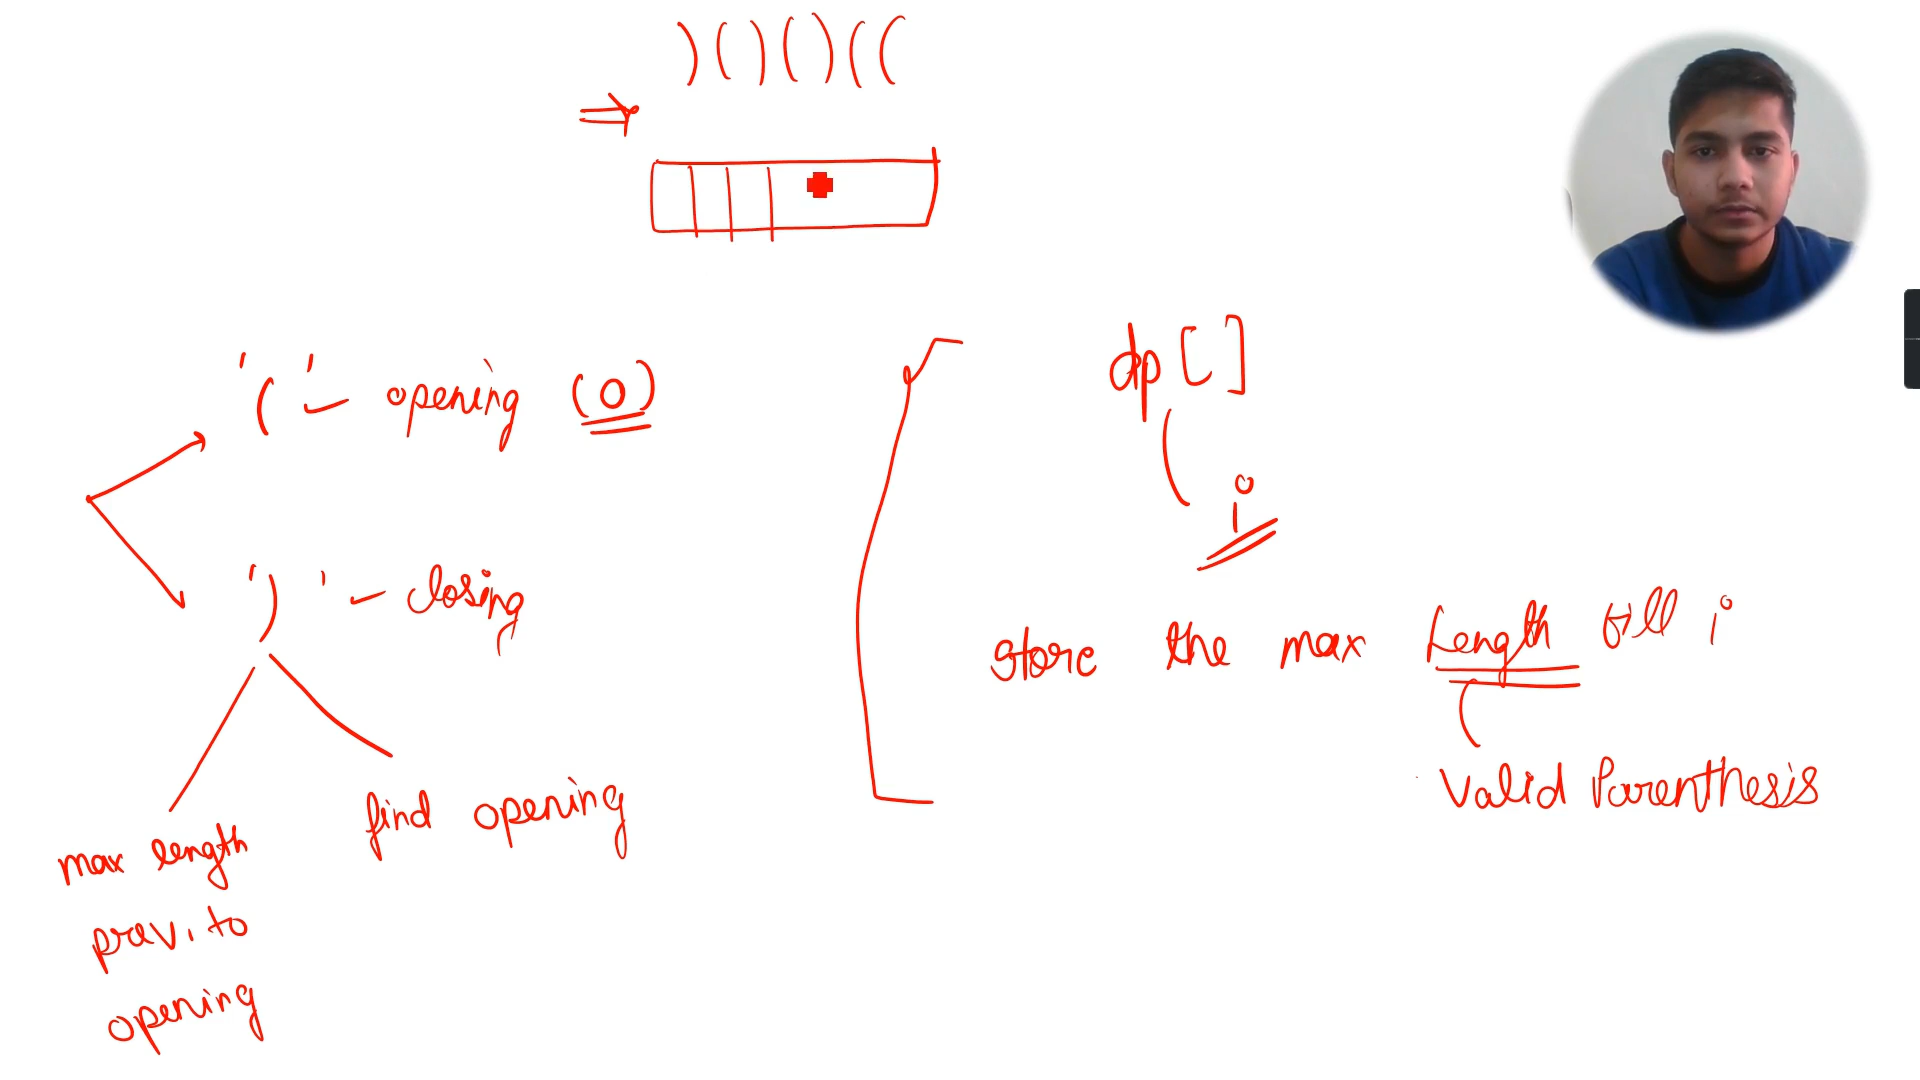 )()()((
⇒
'(' - opening (0)
')' - closing
max length
prev. to
opening
find opening
dp[]
i
store the max Length till i
Valid Parenthesis